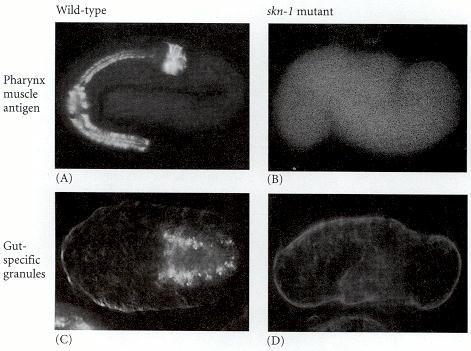 Wild-type
skn-1 mutant
Pharynx
muscle
antigen
(A)
(B)
Gut-
specific
granules
(C)
(D)